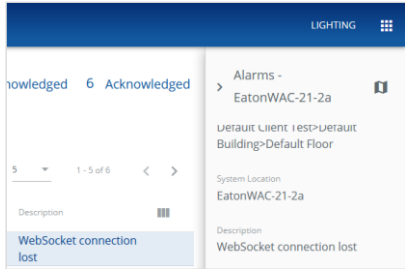 LIGHTING
nowledged 6 Acknowledged
5 1 - 5 of 6
Description
WebSocket connection
lost
Alarms -
EatonWAC-21-2a
Default Client Test>Default
Building>Default Floor
System Location
EatonWAC-21-2a
Description
WebSocket connection lost